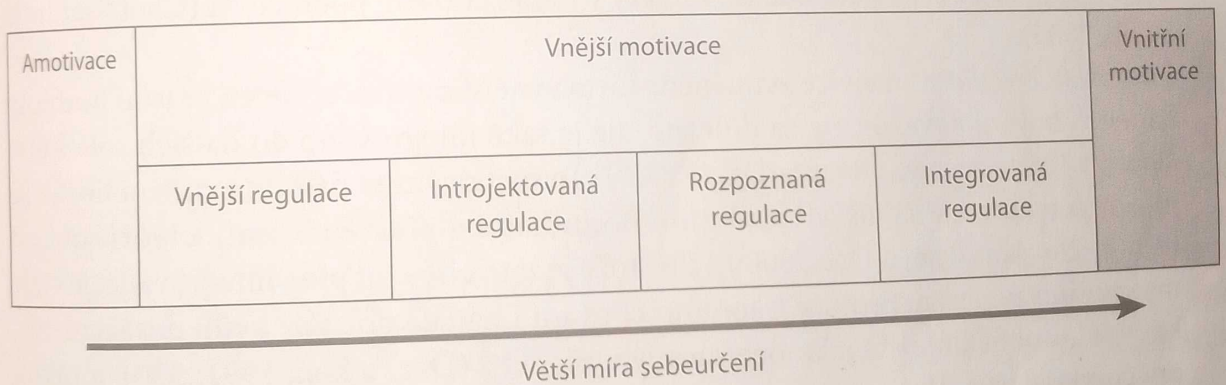 Amotivace
Vnější motivace
Vnitřní
motivace
Vnější regulace
Introjektovaná
regulace
Rozpoznaná
regulace
Integrovaná
regulace
Větší míra sebeurčení